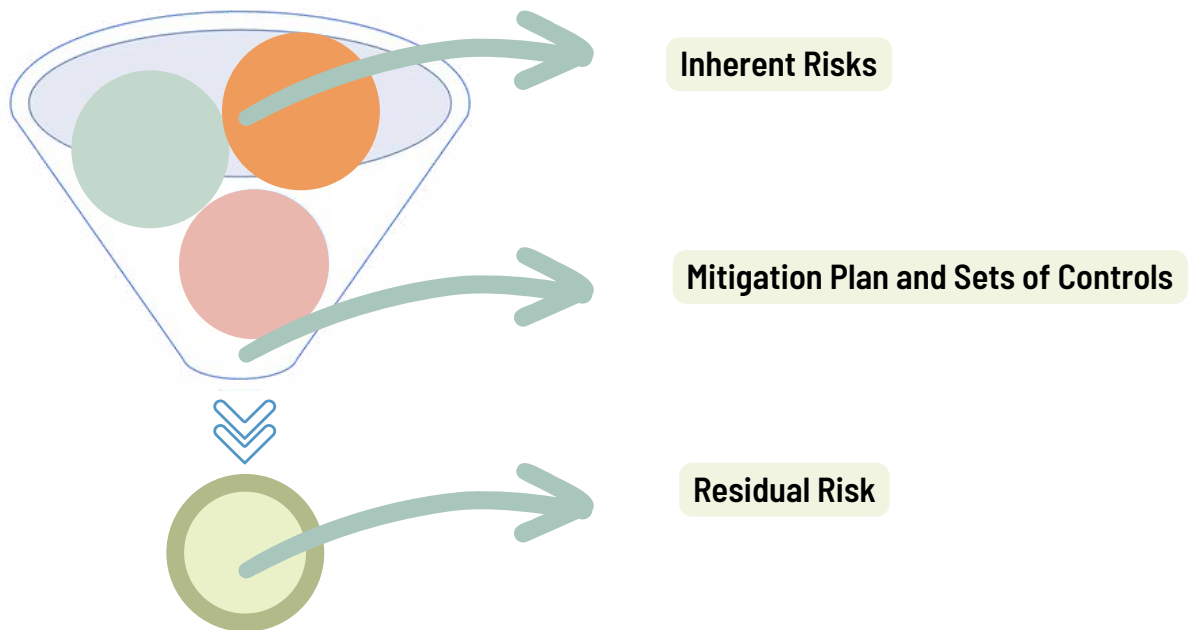 Inherent Risks
Mitigation Plan and Sets of Controls
Residual Risk